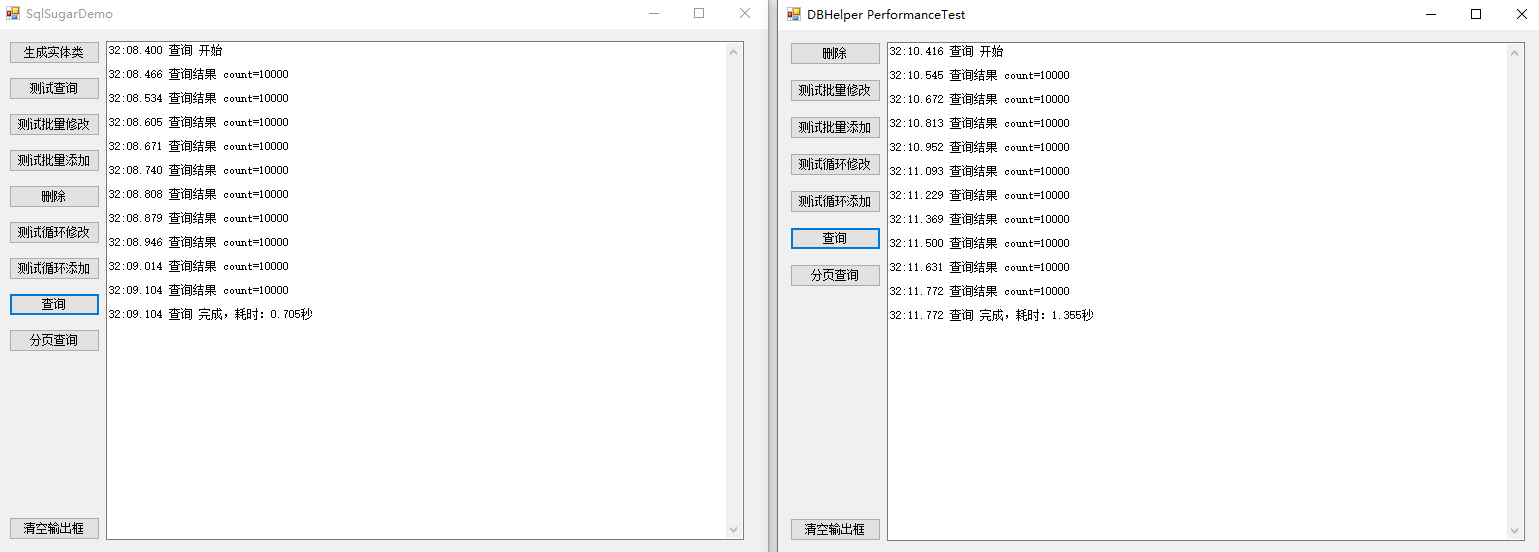 SqlSugarDemo
生成实体类
测试查询
测试批量修改
测试批量添加
删除
测试循环修改
测试循环添加
查询
分页查询
清空输出框
32:08.400 查询 开始
32:08.466 查询结果 count=10000
32:08.534 查询结果 count=10000
32:08.605 查询结果 count=10000
32:08.671 查询结果 count=10000
32:08.740 查询结果 count=10000
32:08.808 查询结果 count=10000
32:08.879 查询结果 count=10000
32:08.946 查询结果 count=10000
32:09.014 查询结果 count=10000
32:09.104 查询结果 count=10000
32:09.104 查询 完成，耗时：0.705秒
DBHelper PerformanceTest
删除
测试批量修改
测试批量添加
测试循环修改
测试循环添加
查询
分页查询
清空输出框
32:10.416 查询 开始
32:10.545 查询结果 count=10000
32:10.672 查询结果 count=10000
32:10.813 查询结果 count=10000
32:10.952 查询结果 count=10000
32:11.093 查询结果 count=10000
32:11.229 查询结果 count=10000
32:11.369 查询结果 count=10000
32:11.500 查询结果 count=10000
32:11.631 查询结果 count=10000
32:11.772 查询结果 count=10000
32:11.772 查询 完成，耗时：1.355秒